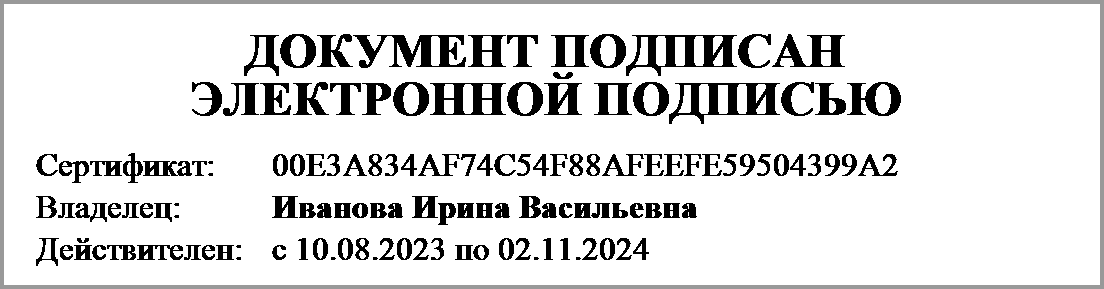 ДОКУМЕНТ ПОДПИСАН
ЭЛЕКТРОННОЙ ПОДПИСЬЮ
Сертификат: 00E3A834AF74C54F88AFEEFE59504399A2
Владелец: Иванова Ирина Васильевна
Действителен: с 10.08.2023 по 02.11.2024